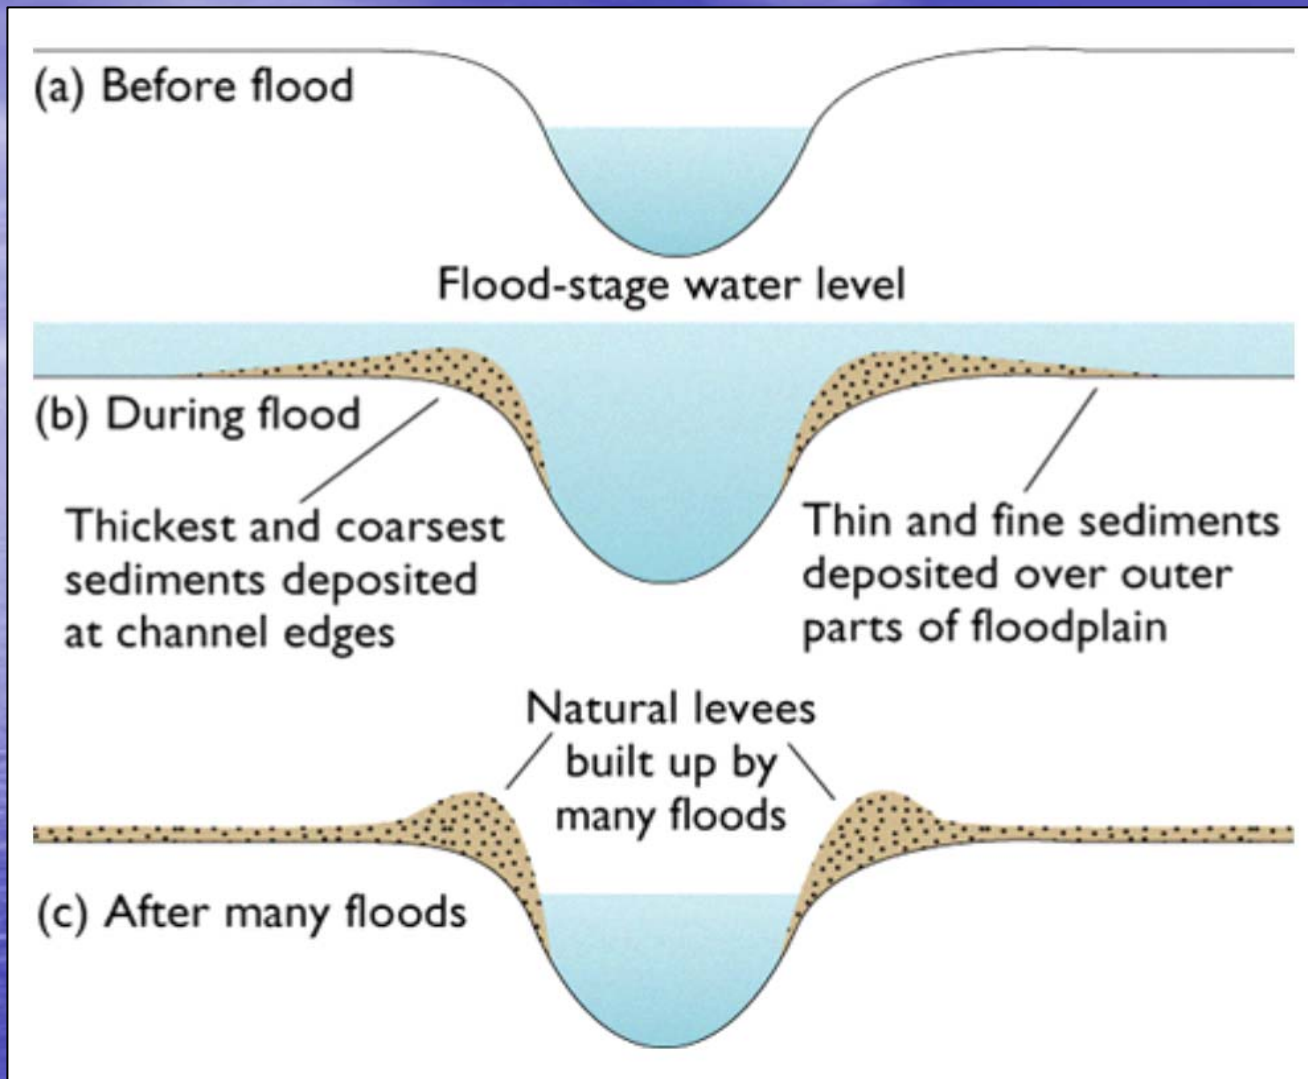 (a) Before flood
Flood-stage water level
(b) During flood
Thickest and coarsest
sediments deposited
at channel edges
Thin and fine sediments
deposited over outer
parts of floodplain
Natural levees
built up by
many floods
(c) After many floods